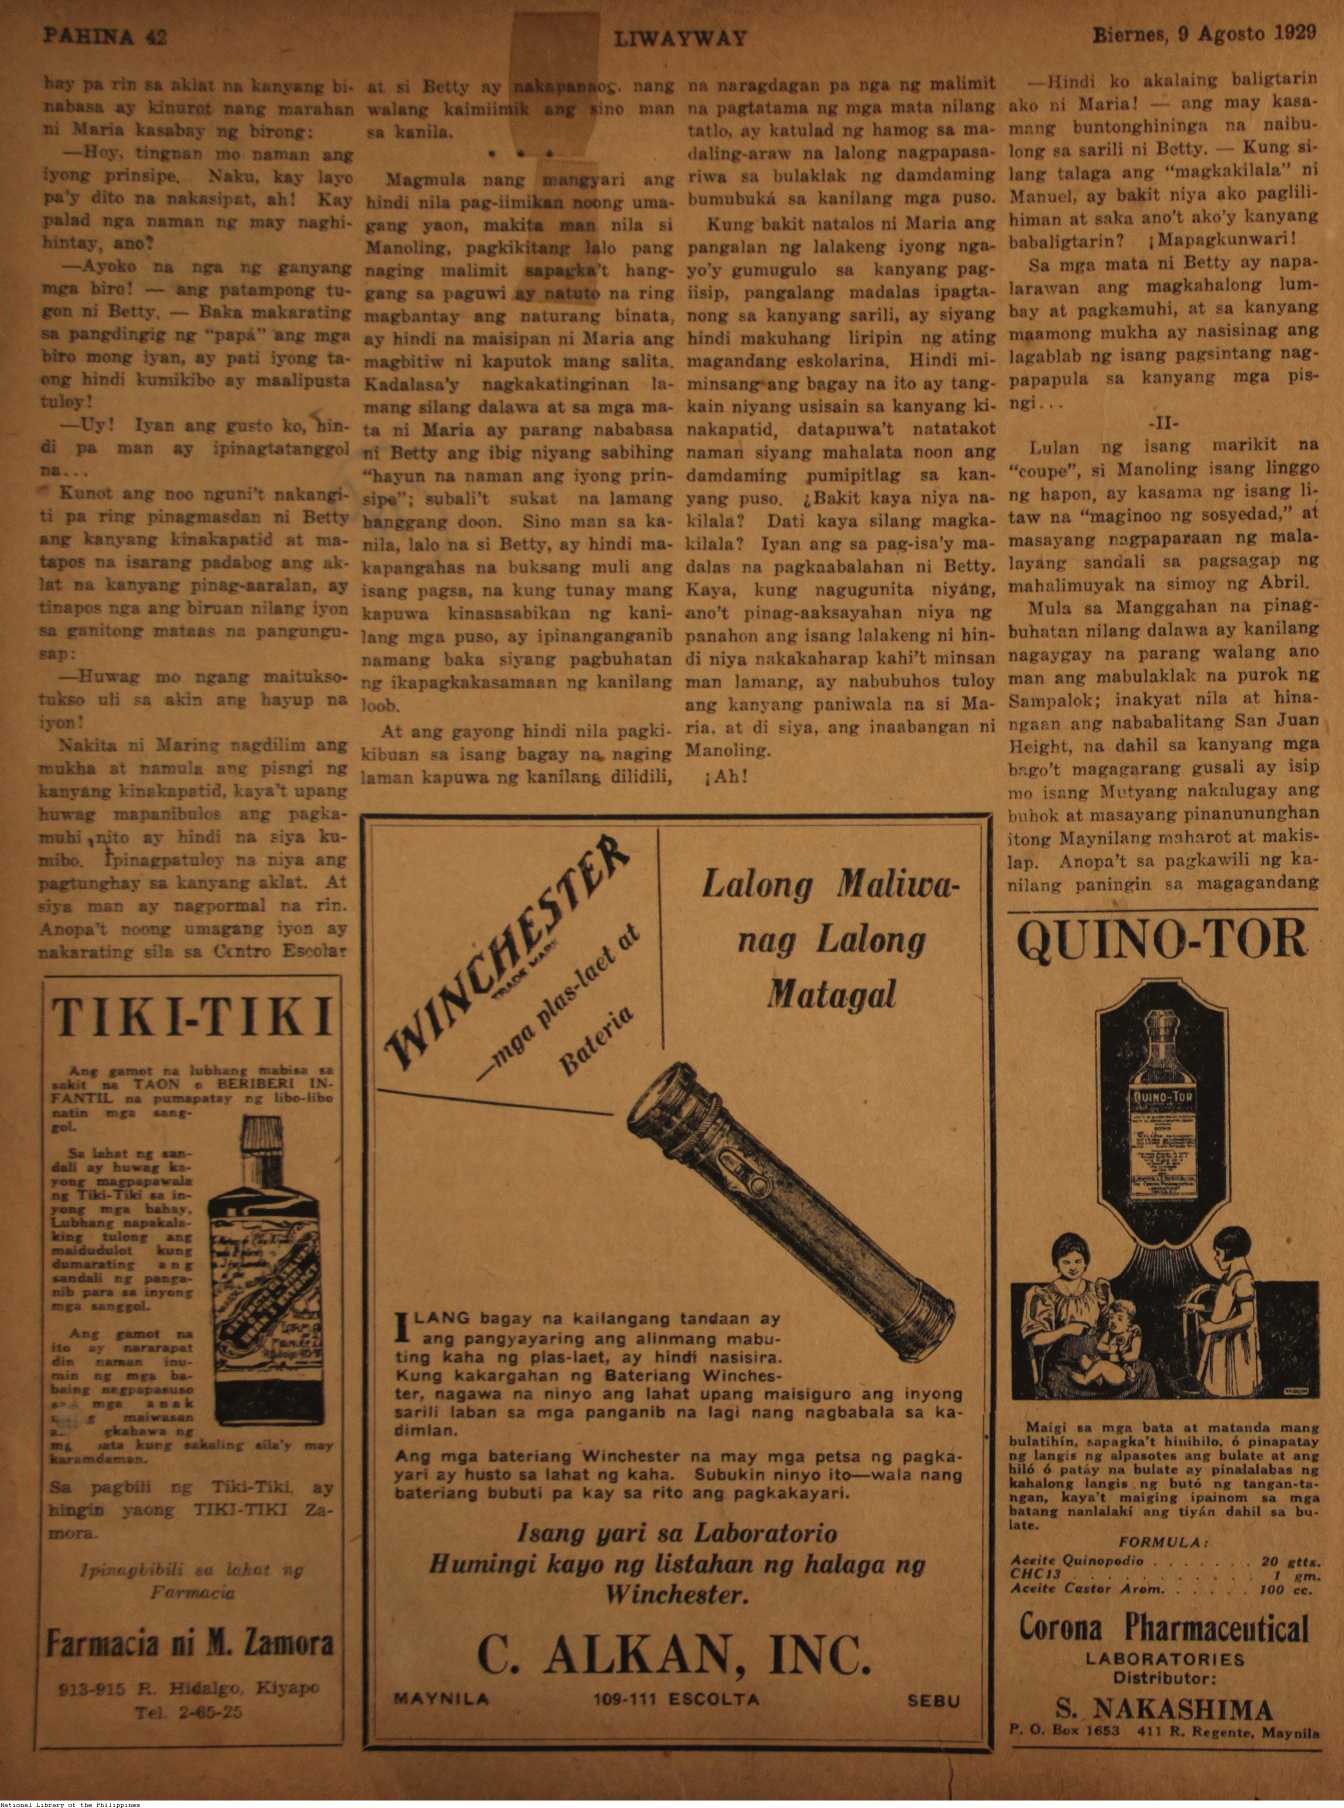 PAHINA 42
LIWAYWAY
Biernes, 9 Agosto 1929
hay pa rin sa aklat na kanyang bi-
nabasa ay kinurot nang marahan
ni Maria kasabay ng birong:
—Hoy, tingnan mo naman ang
iyong prinsipe. Naku, kay layo
pa'y dito na nakasipat, ah! Kay
palad nga naman ng may naghi-
hintay, ano?
—Ayoko na nga ng ganyang
mga biro! — ang patampong tu-
gon ni Betty. — Baka makarating
sa pangdingig ng "papá" ang mga
biro mong iyan, ay pati iyong ta-
ong hindi kumikibo ay maalipusta
tuloy!
—Uy! Iyan ang gusto ko, hin-
di pa man ay ipinagtatanggol
na...
Kunot ang noo nguni't nakangi-
ti pa ring pinagmasdan ni Betty
ang kanyang kinakapatid at ma-
tapos na isarang padabog ang ak-
lat na kanyang pinag-aaralan, ay
tinapos nga ang biruan nilang iyon
sa ganitong mataas na pangungu-
sap:
—Huwag mo ngang maitukso-
tukso uli sa akin ang hayup na
iyon!
Nakita ni Maring nagdilim ang
mukha at namula ang pisngi ng
kanyang kinakapatid, kaya't upang
huwag mapanibulos ang pagka-
muhi nito ay hindi na siya ku-
mibo. Ipinagpatuloy na niya ang
pagtunghay sa kanyang aklat. At
siya man ay nagpormal na rin.
Anopa't noong umagang iyon ay
nakarating sila sa Centro Escolar
at si Betty ay nakapanaog, nang
walang kaimiimik ang sino man
sa kanila.
* * *
Magmula nang mangyari ang
hindi nila pag-iimikan noong uma-
gang yaon, makita man nila si
Manoling, pagkikitang lalo pang
naging malimit sapagka't hang-
gang sa paguwi ay natuto na ring
magbantay ang naturang binata,
ay hindi na maisipan ni Maria ang
magbitiw ni kaputok mang salita.
Kadalasa'y nagkakatinginan la-
mang silang dalawa at sa mga ma-
ta ni Maria ay parang nababasa
ni Betty ang ibig niyang sabihing
"hayun na naman ang iyong prin-
sipe"; subali't sukat na lamang
hanggang doon. Sino man sa ka-
nila, lalo na si Betty, ay hindi ma-
kapangahas na buksang muli ang
isang pagsa, na kung tunay mang
kapuwa kinasasabikan ng kani-
lang mga puso, ay ipinanganganib
namang baka siyang pagbuhatan
ng ikapagkakasamaan ng kanilang
loob.
At ang gayong hindi nila pagki-
kibuan sa isang bagay na naging
laman kapuwa ng kanilang dilidili,
na naragdagan pa nga ng malimit
na pagtatama ng mga mata nilang
tatlo, ay katulad ng hamog sa ma-
daling-araw na lalong nagpapasa-
riwa sa bulaklak ng damdaming
bumubuká sa kanilang mga puso.
Kung bakit natalos ni Maria ang
pangalan ng lalakeng iyong nga-
yo'y gumugulo sa kanyang pag-
iisip, pangalang madalas ipagta-
nong sa kanyang sarili, ay siyang
hindi makuhang liripin ng ating
magandang eskolarina. Hindi mi-
minsang ang bagay na ito ay tang-
kain niyang usisain sa kanyang ki-
nakapatid, datapuwa't natatakot
naman siyang mahalata noon ang
damdaming pumipitlag sa kan-
yang puso. ¿Bakit kaya niya na-
kilala? Dati kaya silang magka-
kilala? Iyan ang sa pag-isa'y ma-
dalas na pagkaabalahan ni Betty.
Kaya, kung nagugunita niyáng,
ano't pinag-aaksayahan niya ng
panahon ang isang lalakeng ni hin-
di niya nakakaharap kahi't minsan
man lamang, ay nabubuhos tuloy
ang kanyang paniwala na si Ma-
ria, at di siya, ang inaabangan ni
Manoling.
¡Ah!
—Hindi ko akalaing baligtarin
ako ni Maria! — ang may kasa-
mang buntonghininga na naibu-
long sa sarili ni Betty. — Kung si-
lang talaga ang "magkakilala" ni
Manuel, ay bakit niya ako paglili-
himan at saka ano't ako'y kanyang
babaligtarin? ¡Mapagkunwari!
Sa mga mata ni Betty ay napa-
larawan ang magkahalong lum-
bay at pagkamuhi, at sa kanyang
maamong mukha ay nasisinag ang
lagablab ng isang pagsintang nag-
papapula sa kanyang mga pis-
ngi...
-II-
Lulan ng isang marikit na
"coupe", si Manoling isang linggo
ng hapon, ay kasama ng isang li-
taw na "maginoo ng sosyedad," at
masayang nagpaparaan ng mala-
layáng sandali sa pagsagap ng
mahalimuyak na simoy ng Abril.
Mula sa Manggahan na pinag-
buhatan nilang dalawa ay kanilang
nagaygay na parang walang ano
man ang mabulaklak na purok ng
Sampalok; inakyat nila at hina-
ngaan ang nababalitang San Juan
Height, na dahil sa kanyang mga
bago't magagarang gusali ay isip
mo isang Mutyang nakalugay ang
buhok at masayang pinanununghan
itong Maynilang maharot at makis-
lap. Anopa't sa pagkawili ng ka-
nilang paningin sa magagandang
TIKI-TIKI
Ang gamot na lubhang mabisa sa
sakit na TAON o BERIBERI IN-
FANTIL na pumapatay ng libo-libo
natin mga sang-
gol.
Sa lahat ng san-
dali ay huwag ka-
yong magpapawala
ng Tiki-Tiki sa in-
yong mga bahay.
Lubhang napakala-
king tulong ang
maidudulot kung
dumarating ang
sandali ng panga-
nib para sa inyong
mga sanggol.
Ang gamot na
ito ay nararapat
din naman inu-
min ng mga ba-
baing nagpapasuso
mga anak
maiwasan
gkabawa ng
mg bata kung sakaling sila'y may
karamdaman.
Sa pagbili ng Tiki-Tiki, ay
hingin yaong TIKI-TIKI Za-
mora.
Ipinagbibili sa lahat ng
Farmacia
Farmacia ni M. Zamora
913-915 R. Hidalgo, Kiyapo
Tel. 2-65-25
WINCHESTER
TRADE MARK
—mga plas-laet at
Bateria
Lalong Maliwa-
nag Lalong
Matagal
ILANG bagay na kailangang tandaan ay
ang pangyayaring ang alinmang mabu-
ting kaha ng plas-laet, ay hindi nasisira.
Kung kakargahan ng Bateriang Winches-
ter, nagawa na ninyo ang lahat upang maisiguro ang inyong
sarili laban sa mga panganib na lagi nang nagbabala sa ka-
dimlan.
Ang mga bateriang Winchester na may mga petsa ng pagka-
yari ay husto sa lahat ng kaha. Subukin ninyo ito—wala nang
bateriang bubuti pa kay sa rito ang pagkakayari.
Isang yari sa Laboratorio
Humingi kayo ng listahan ng halaga ng
Winchester.
C. ALKAN, INC.
MAYNILA 109-111 ESCOLTA SEBU
QUINO-TOR
QUINO-TOR
Maigi sa mga bata at matanda mang
bulatihin, sapagka't hinihilo, ó pinapatay
ng langis ng alpasotes ang bulate at ang
hiló ó patáy na bulate ay pinalalabas ng
kahalong langis ng butó ng tangan-ta-
ngan, kaya't maiging ipainom sa mga
batang nanlalaki ang tiyán dahil sa bu-
late.
FORMULA:
Aceite Quinopodio . . . . . . . 20 gtts.
CHC13 . . . . . . . . . . . 1 gm.
Aceite Castor Arom. . . . . . 100 cc.
Corona Pharmaceutical
LABORATORIES
Distributor:
S. NAKASHIMA
P. O. Box 1653 411 R. Regente, Maynila
National Library of the Philippines